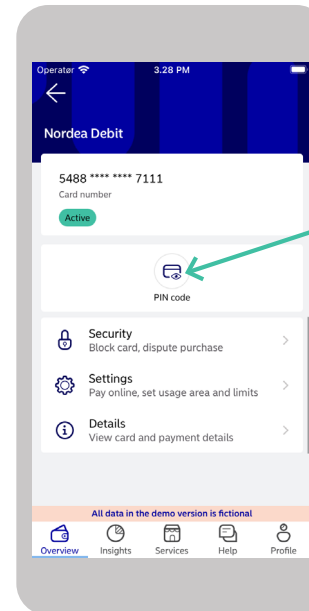 Operatør 3.28 PM
Nordea Debit
5488 **** **** 7111
Card number
Active
PIN code
Security
Block card, dispute purchase
Settings
Pay online, set usage area and limits
Details
View card and payment details
All data in the demo version is fictional
Overview Insights Services Help Profile